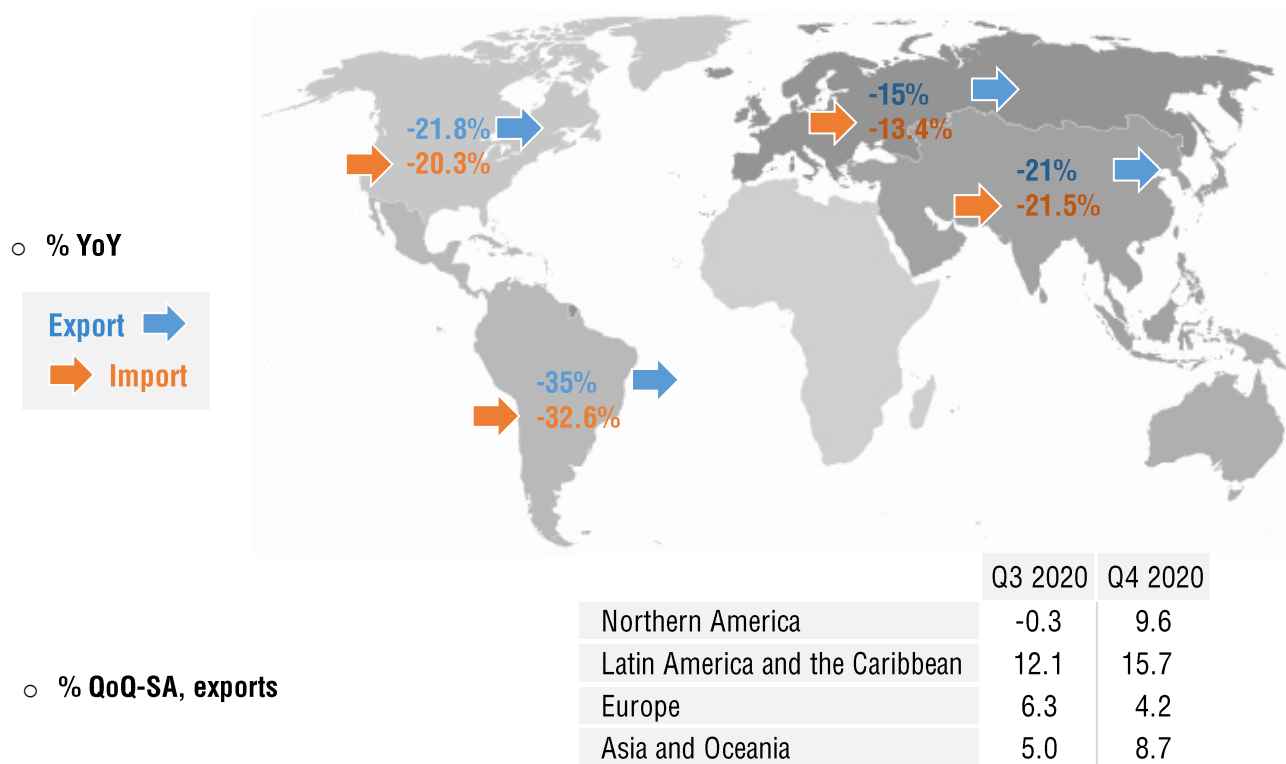 -21.8%
-20.3%
-15%
-13.4%
-21%
-21.5%
○ % YoY
Export
Import
-35%
-32.6%
Q3 2020 Q4 2020
Northern America -0.3 9.6
Latin America and the Caribbean 12.1 15.7
○ % QoQ-SA, exports
Europe 6.3 4.2
Asia and Oceania 5.0 8.7